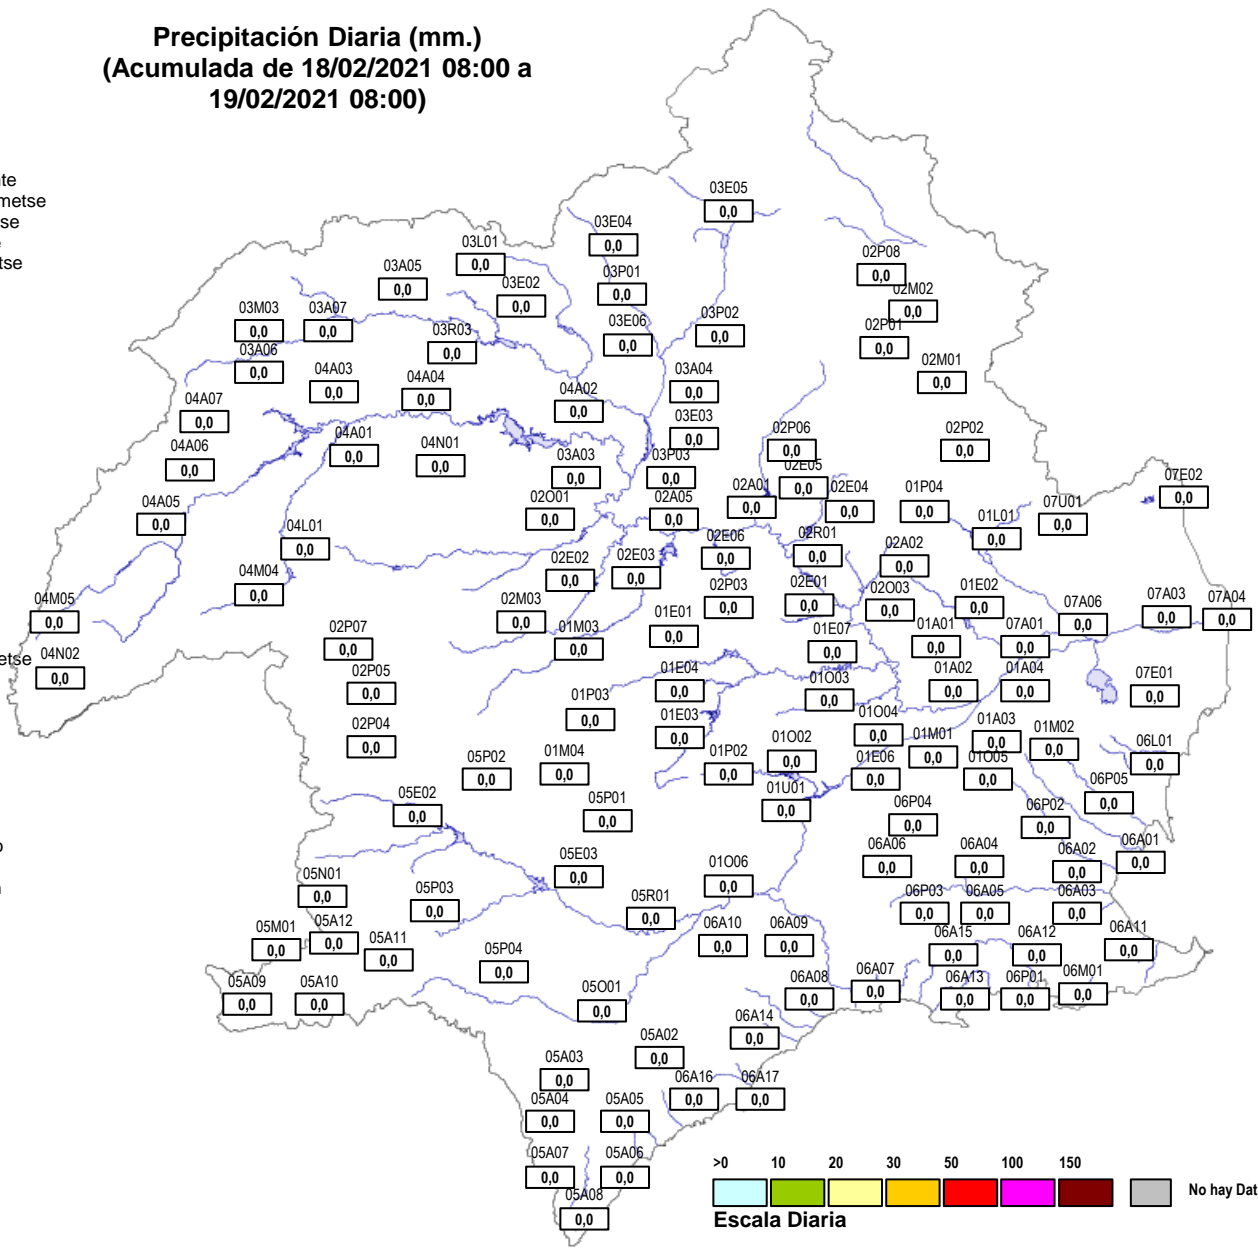 Precipitación Diaria (mm.)
(Acumulada de 18/02/2021 08:00 a
19/02/2021 08:00)
te
metse
se
tse
etse
03E05
0,0
03E04
0,0
03L01
0,0
02P08
0,0
03A05
0,0
03P01
0,0
03E02
0,0
02M02
0,0
03M03
0,0
03A07
0,0
03P02
0,0
03E06
0,0
03R03
0,0
02P01
0,0
03A06
0,0
02M01
0,0
04A03
0,0
04A04
0,0
03A04
0,0
04A02
0,0
04A07
0,0
03E03
0,0
02P06
0,0
02P02
0,0
04A01
0,0
04N01
0,0
04A06
0,0
03A03
0,0
03P03
0,0
02E05
0,0
07E02
0,0
02A01
0,0
02E04
0,0
01P04
0,0
04A05
0,0
02O01
0,0
02A05
0,0
07U01
0,0
01L01
0,0
04L01
0,0
02E06
0,0
02R01
0,0
02A02
0,0
02E02
0,0
02E03
0,0
04M04
0,0
02P03
0,0
02E01
0,0
02O03
0,0
01E02
0,0
07A03
0,0
07A04
0,0
04M05
0,0
02M03
0,0
07A06
0,0
01E01
0,0
02P07
0,0
01M03
0,0
01E07
0,0
01A01
0,0
07A01
0,0
04N02
0,0
02P05
0,0
01E04
0,0
01O03
0,0
01A02
0,0
01A04
0,0
07E01
0,0
01P03
0,0
02P04
0,0
01E03
0,0
01O04
0,0
01A03
0,0
01M02
0,0
01M01
0,0
06L01
0,0
05P02
0,0
01M04
0,0
01P02
0,0
01O02
0,0
01E06
0,0
01O05
0,0
05E02
0,0
05P01
0,0
01U01
0,0
06P04
0,0
06P02
0,0
06P05
0,0
06A06
0,0
06A04
0,0
06A02
0,0
06A01
0,0
05N01
0,0
05P03
0,0
05E03
0,0
01O06
0,0
05R01
0,0
06P03
0,0
06A05
0,0
06A03
0,0
05M01
0,0
05A12
0,0
05A11
0,0
05P04
0,0
06A10
0,0
06A09
0,0
06A15
0,0
06A12
0,0
06A11
0,0
05A09
0,0
05A10
0,0
05O01
0,0
06A08
0,0
06A07
0,0
06A13
0,0
06P01
0,0
06M01
0,0
06A14
0,0
05A02
0,0
05A03
0,0
06A16
0,0
06A17
0,0
05A04
0,0
05A05
0,0
05A07
0,0
05A06
0,0
05A08
0,0
>0 10 20 30 50 100 150
No hay Dat
Escala Diaria